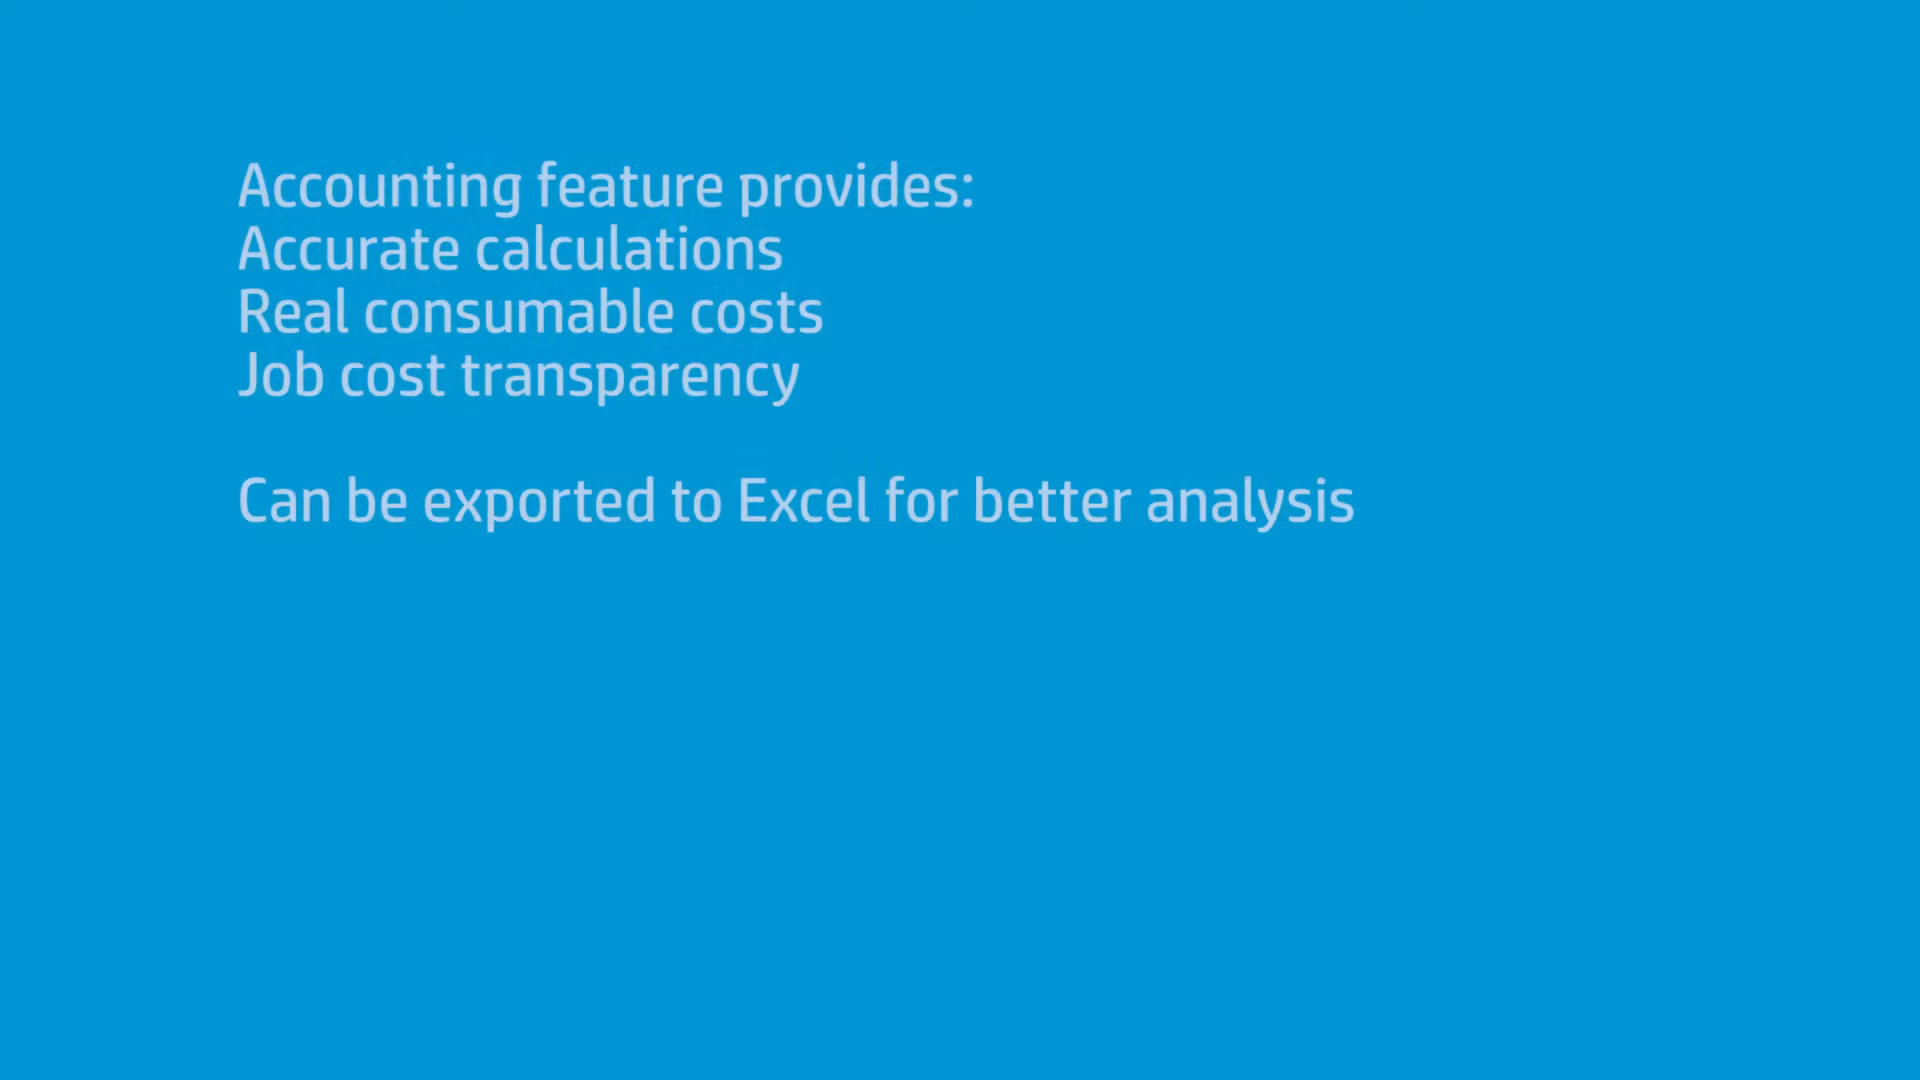 Accounting feature provides:
Accurate calculations
Real consumable costs
Job cost transparency
Can be exported to Excel for better analysis